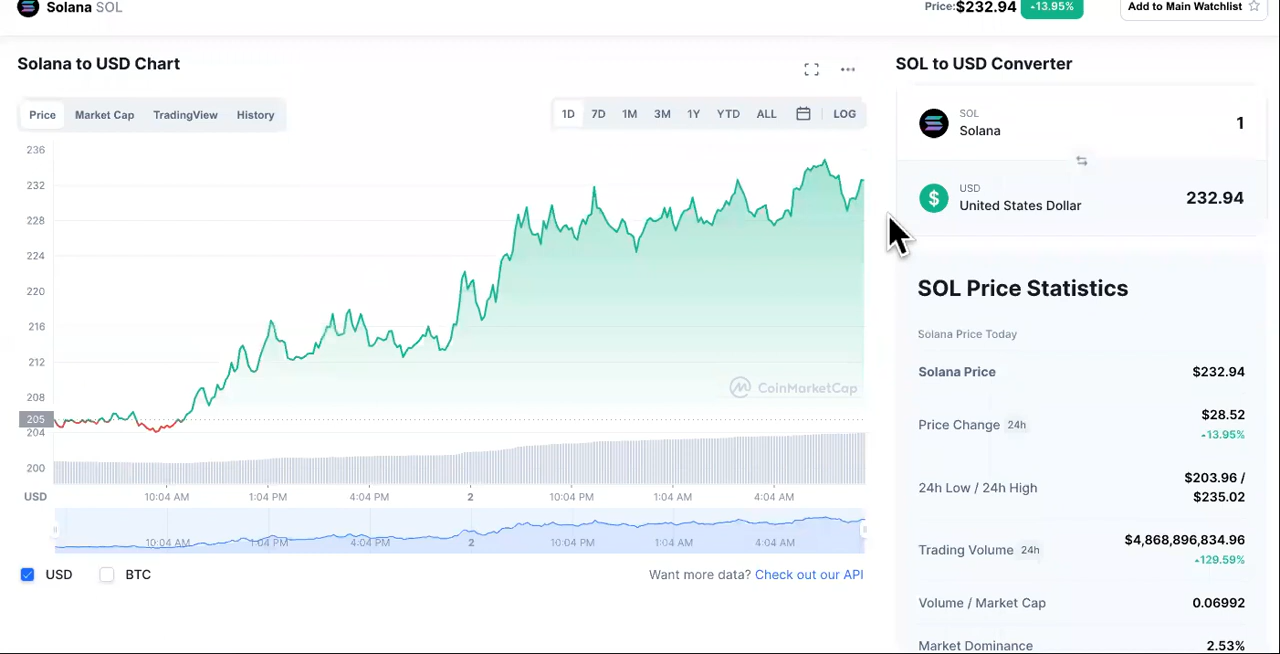 Solana SOL
Price:$232.94 13.95%
Add to Main Watchlist
Solana to USD Chart
Price Market Cap TradingView History
1D 7D 1M 3M 1Y YTD ALL LOG
236
232
228
224
220
216
212
208
205
204
200
CoinMarketCap
USD 10:04 AM 1:04 PM 4:04 PM 2 10:04 PM 1:04 AM 4:04 AM
10:04 AM 1:04 PM 4:04 PM 2 10:04 PM 1:04 AM 4:04 AM
USD BTC
Want more data? Check out our API
SOL to USD Converter
SOL
Solana 1
USD
United States Dollar 232.94
SOL Price Statistics
Solana Price Today
Solana Price $232.94
Price Change 24h $28.52
13.95%
24h Low / 24h High $203.96 /
$235.02
Trading Volume 24h $4,868,896,834.96
129.59%
Volume / Market Cap 0.06992
Market Dominance 2.53%